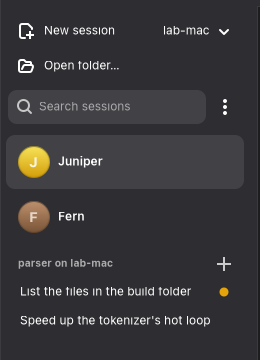 New session lab-mac
Open folder...
Search sessions
J Juniper
F Fern
parser on lab-mac
List the files in the build folder
Speed up the tokenizer's hot loop